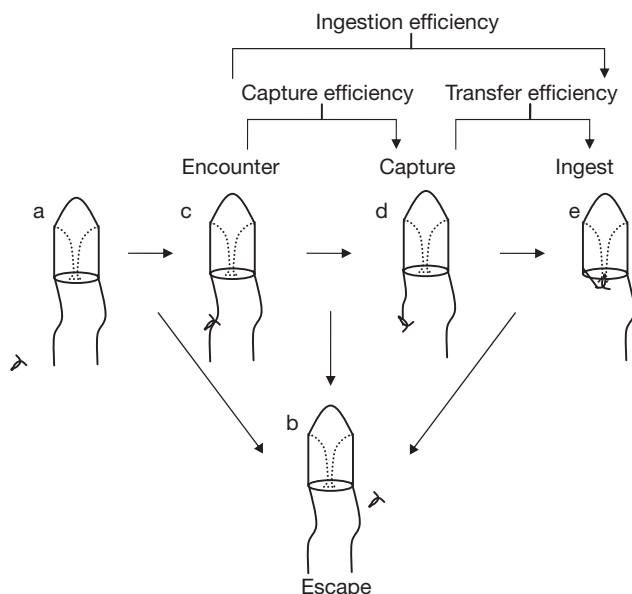 Ingestion efficiency
Capture efficiency Transfer efficiency
Encounter Capture Ingest
a c d e
b
Escape